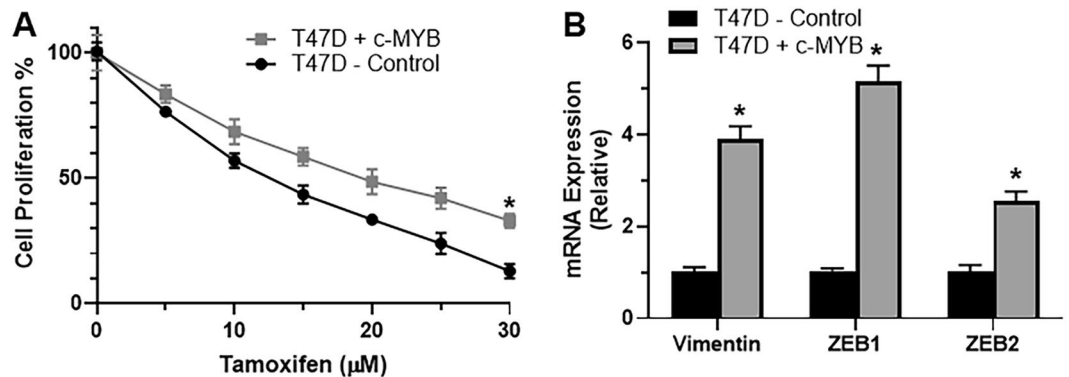 A
T47D + c-MYB
T47D - Control
Cell Proliferation %
100
50
0
0
10
20
30
*
Tamoxifen (μM)
B
T47D - Control
T47D + c-MYB
mRNA Expression
(Relative)
6
4
2
0
*
*
*
Vimentin
ZEB1
ZEB2